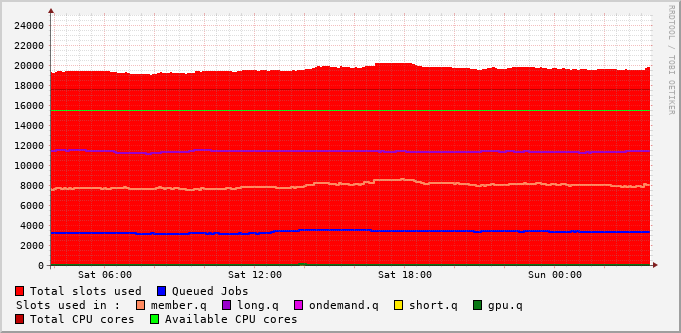 24000
22000
20000
18000
16000
14000
12000
10000
8000
6000
4000
2000
0
Sat 06:00 Sat 12:00 Sat 18:00 Sun 00:00
Total slots used Queued Jobs
Slots used in : member.q long.q ondemand.q short.q gpu.q
Total CPU cores Available CPU cores
RRDTOOL / TOBI OETIKER